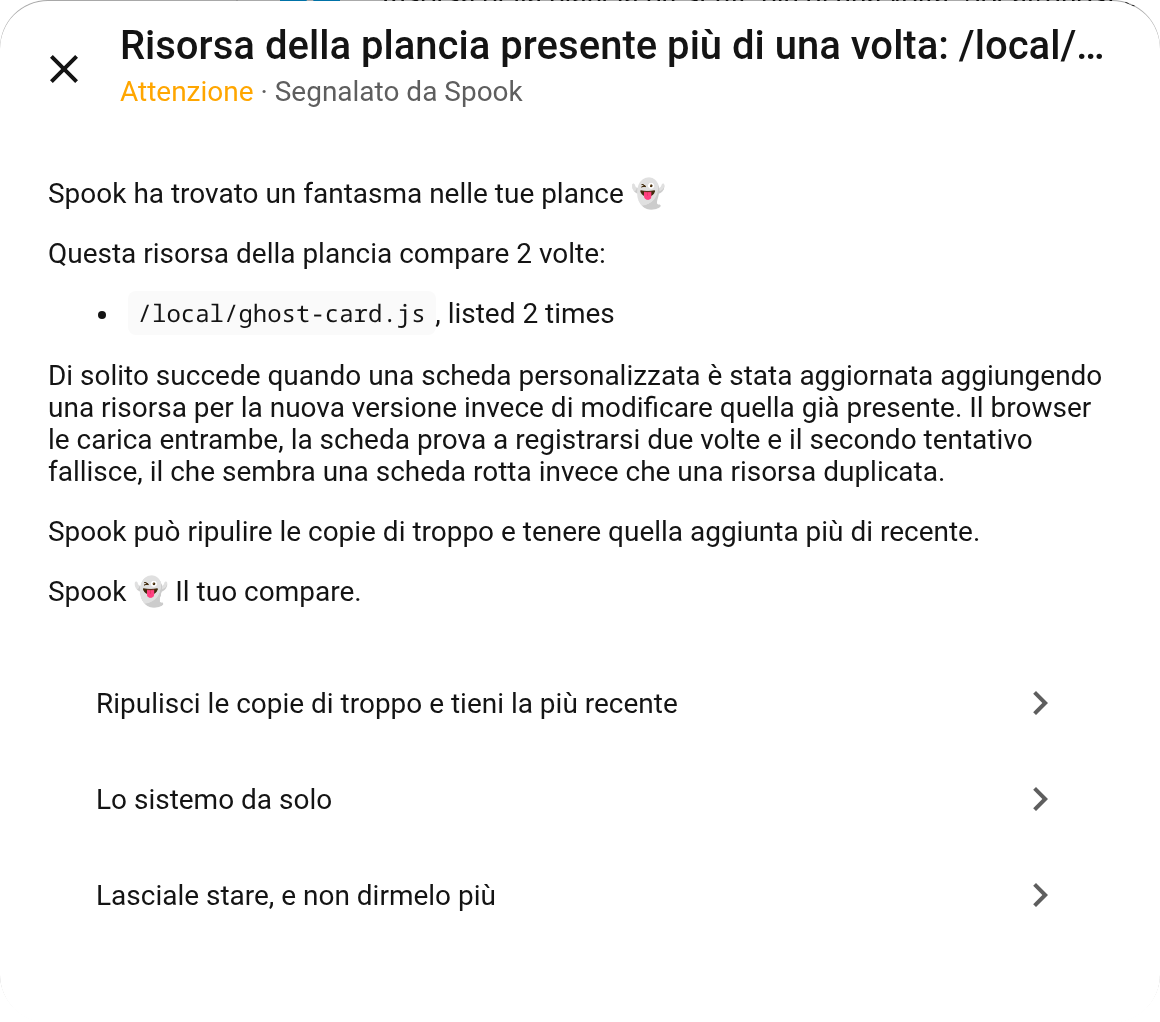 Risorsa della plancia presente più di una volta: /local/...
Attenzione · Segnalato da Spook
Spook ha trovato un fantasma nelle tue plance 👻
Questa risorsa della plancia compare 2 volte:
• /local/ghost-card.js, listed 2 times
Di solito succede quando una scheda personalizzata è stata aggiornata aggiungendo
una risorsa per la nuova versione invece di modificare quella già presente. Il browser
le carica entrambe, la scheda prova a registrarsi due volte e il secondo tentativo
fallisce, il che sembra una scheda rotta invece che una risorsa duplicata.
Spook può ripulire le copie di troppo e tenere quella aggiunta più di recente.
Spook 👻 Il tuo compare.
Ripulisci le copie di troppo e tieni la più recente
Lo sistemo da solo
Lasciale stare, e non dirmelo più